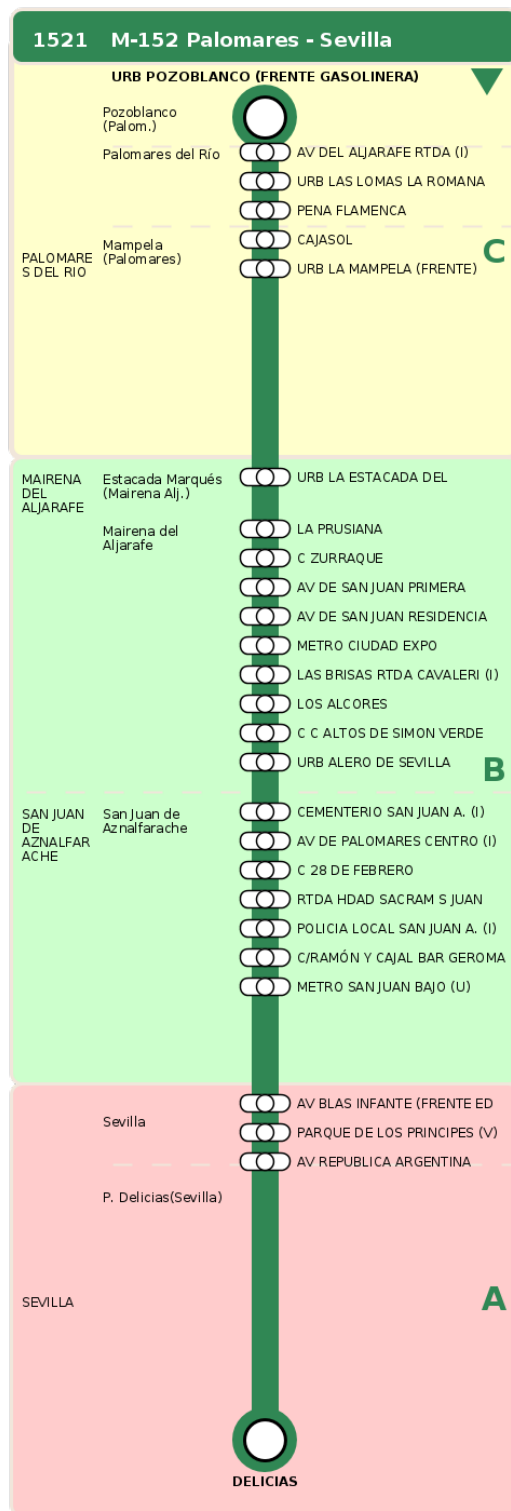 1521 M-152 Palomares - Sevilla
URB POZOBLANCO (FRENTE GASOLINERA)
Pozoblanco
(Palom.)
Palomares del Río
AV DEL ALJARAFE RTDA (I)
URB LAS LOMAS LA ROMANA
PENA FLAMENCA
Mampela
(Palomares)
CAJASOL
C
PALOMARE
S DEL RIO
URB LA MAMPELA (FRENTE)
MAIRENA
DEL
ALJARAFE
Estacada Marqués
(Mairena Alj.)
URB LA ESTACADA DEL
Mairena del
Aljarafe
LA PRUSIANA
C ZURRAQUE
AV DE SAN JUAN PRIMERA
AV DE SAN JUAN RESIDENCIA
METRO CIUDAD EXPO
LAS BRISAS RTDA CAVALERI (I)
LOS ALCORES
C C ALTOS DE SIMON VERDE
URB ALERO DE SEVILLA
B
SAN JUAN
DE
AZNALFAR
ACHE
San Juan de
Aznalfarache
CEMENTERIO SAN JUAN A. (I)
AV DE PALOMARES CENTRO (I)
C 28 DE FEBRERO
RTDA HDAD SACRAM S JUAN
POLICIA LOCAL SAN JUAN A. (I)
C/RAMÓN Y CAJAL BAR GEROMA
METRO SAN JUAN BAJO (U)
AV BLAS INFANTE (FRENTE ED
Sevilla
PARQUE DE LOS PRINCIPES (V)
AV REPUBLICA ARGENTINA
P. Delicias(Sevilla)
SEVILLA
A
DELICIAS